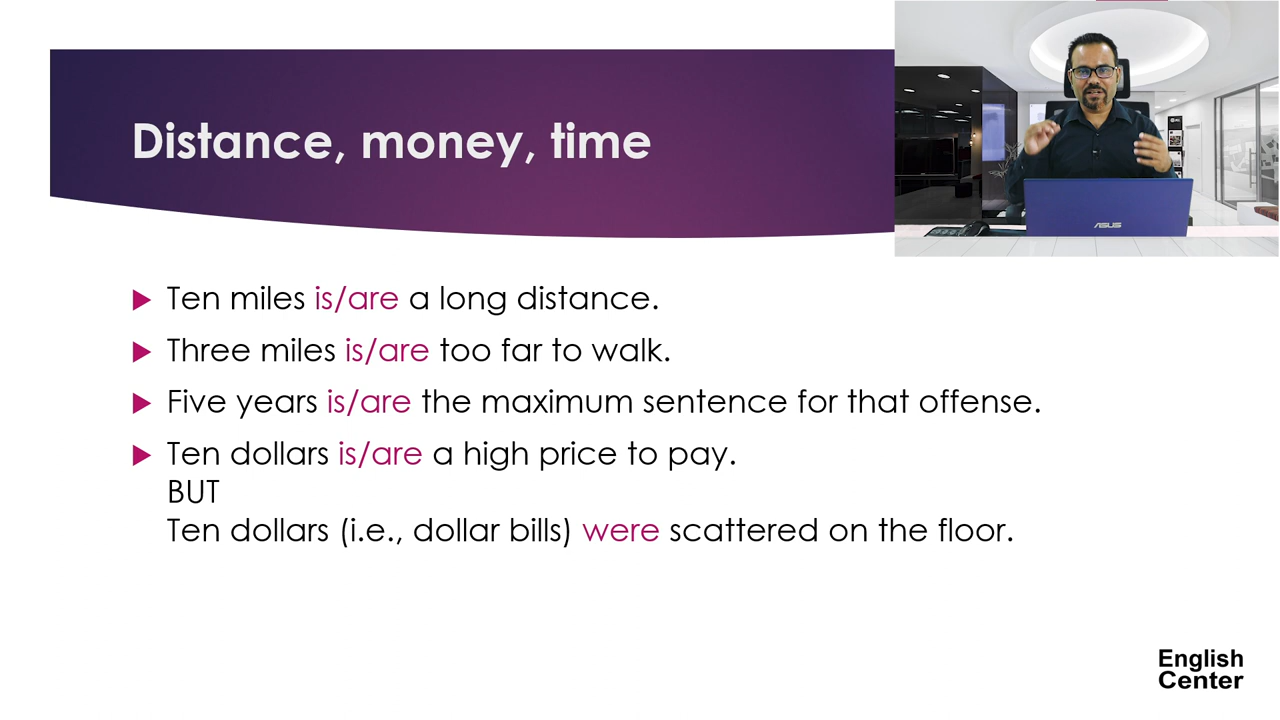 Distance, money, time
Ten miles is/are a long distance.
Three miles is/are too far to walk.
Five years is/are the maximum sentence for that offense.
Ten dollars is/are a high price to pay.
BUT
Ten dollars (i.e., dollar bills) were scattered on the floor.
ASUS
English
Center